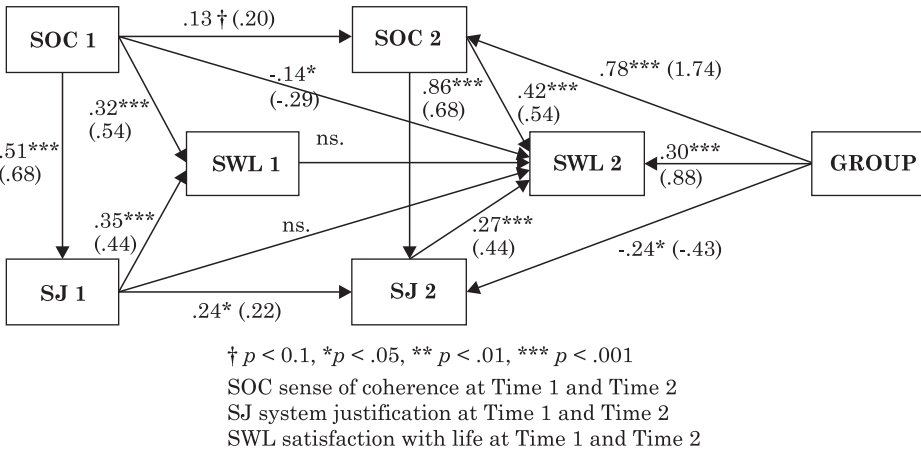 SOC 1
.13 † (.20)
SOC 2
-.14*
(-.29)
.86***
(.68)
.42***
(.54)
.78*** (1.74)
.32***
(.54)
.51***
(.68)
SWL 1
ns.
SWL 2
.30***
(.88)
GROUP
.35***
(.44)
ns.
.27***
(.44)
-.24* (-.43)
SJ 1
.24* (.22)
SJ 2
† p < 0.1, *p < .05, ** p < .01, *** p < .001
SOC sense of coherence at Time 1 and Time 2
SJ system justification at Time 1 and Time 2
SWL satisfaction with life at Time 1 and Time 2